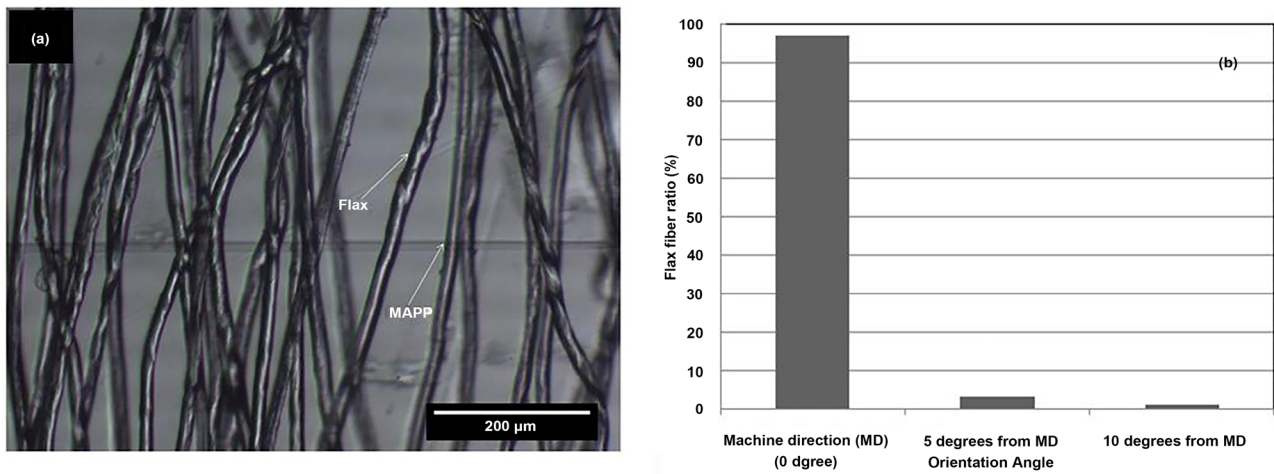 (a)
Flax
MAPP
200 μm
(b)
Flax fiber ratio (%)
100
90
80
70
60
50
40
30
20
10
0
Machine direction (MD)
(0 dgree)
5 degrees from MD
10 degrees from MD
Orientation Angle